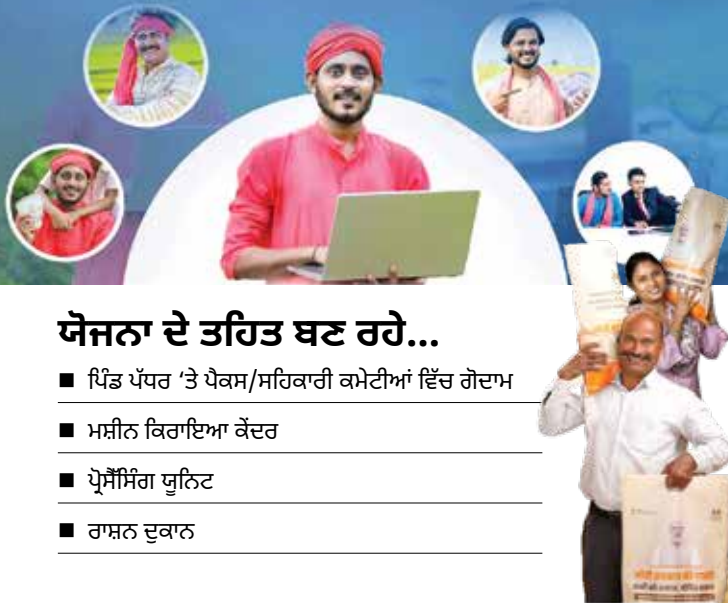 ਯੋਜਨਾ ਦੇ ਤਹਿਤ ਬਣ ਰਹੇ...
■ ਪਿੰਡ ਪੱਧਰ ‘ਤੇ ਪੈਕਸ/ਸਹਿਕਾਰੀ ਕਮੇਟੀਆਂ ਵਿੱਚ ਗੋਦਾਮ
■ ਮਸ਼ੀਨ ਕਿਰਾਇਆ ਕੇਂਦਰ
■ ਪ੍ਰੋਸੈੱਸਿੰਗ ਯੂਨਿਟ
■ ਰਾਸ਼ਨ ਦੁਕਾਨ